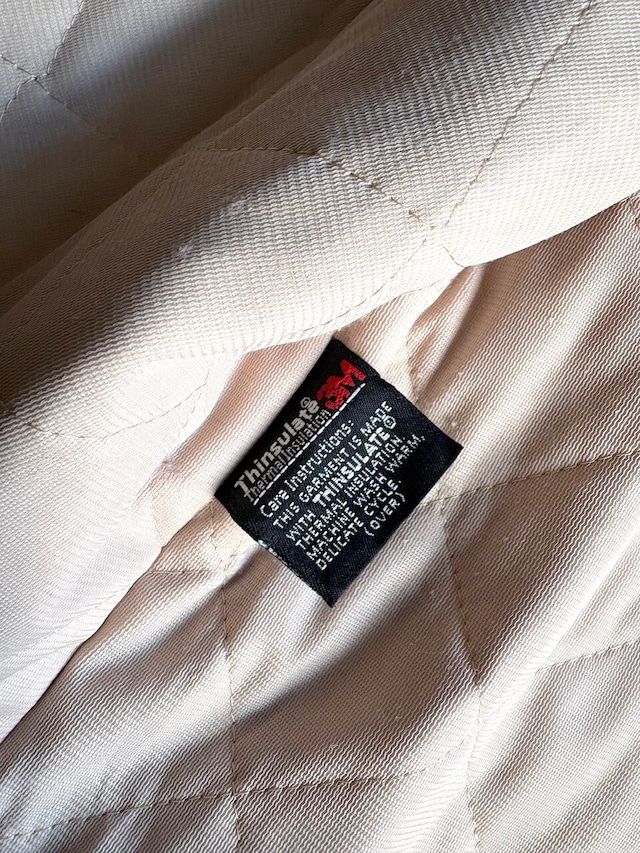 Thinsulate® 3M
Thermal Insulation
Care Instructions:
THIS GARMENT IS MADE
WITH THINSULATE®
THERMAL INSULATION.
MACHINE WASH WARM.
DELICATE CYCLE.
(OVER)